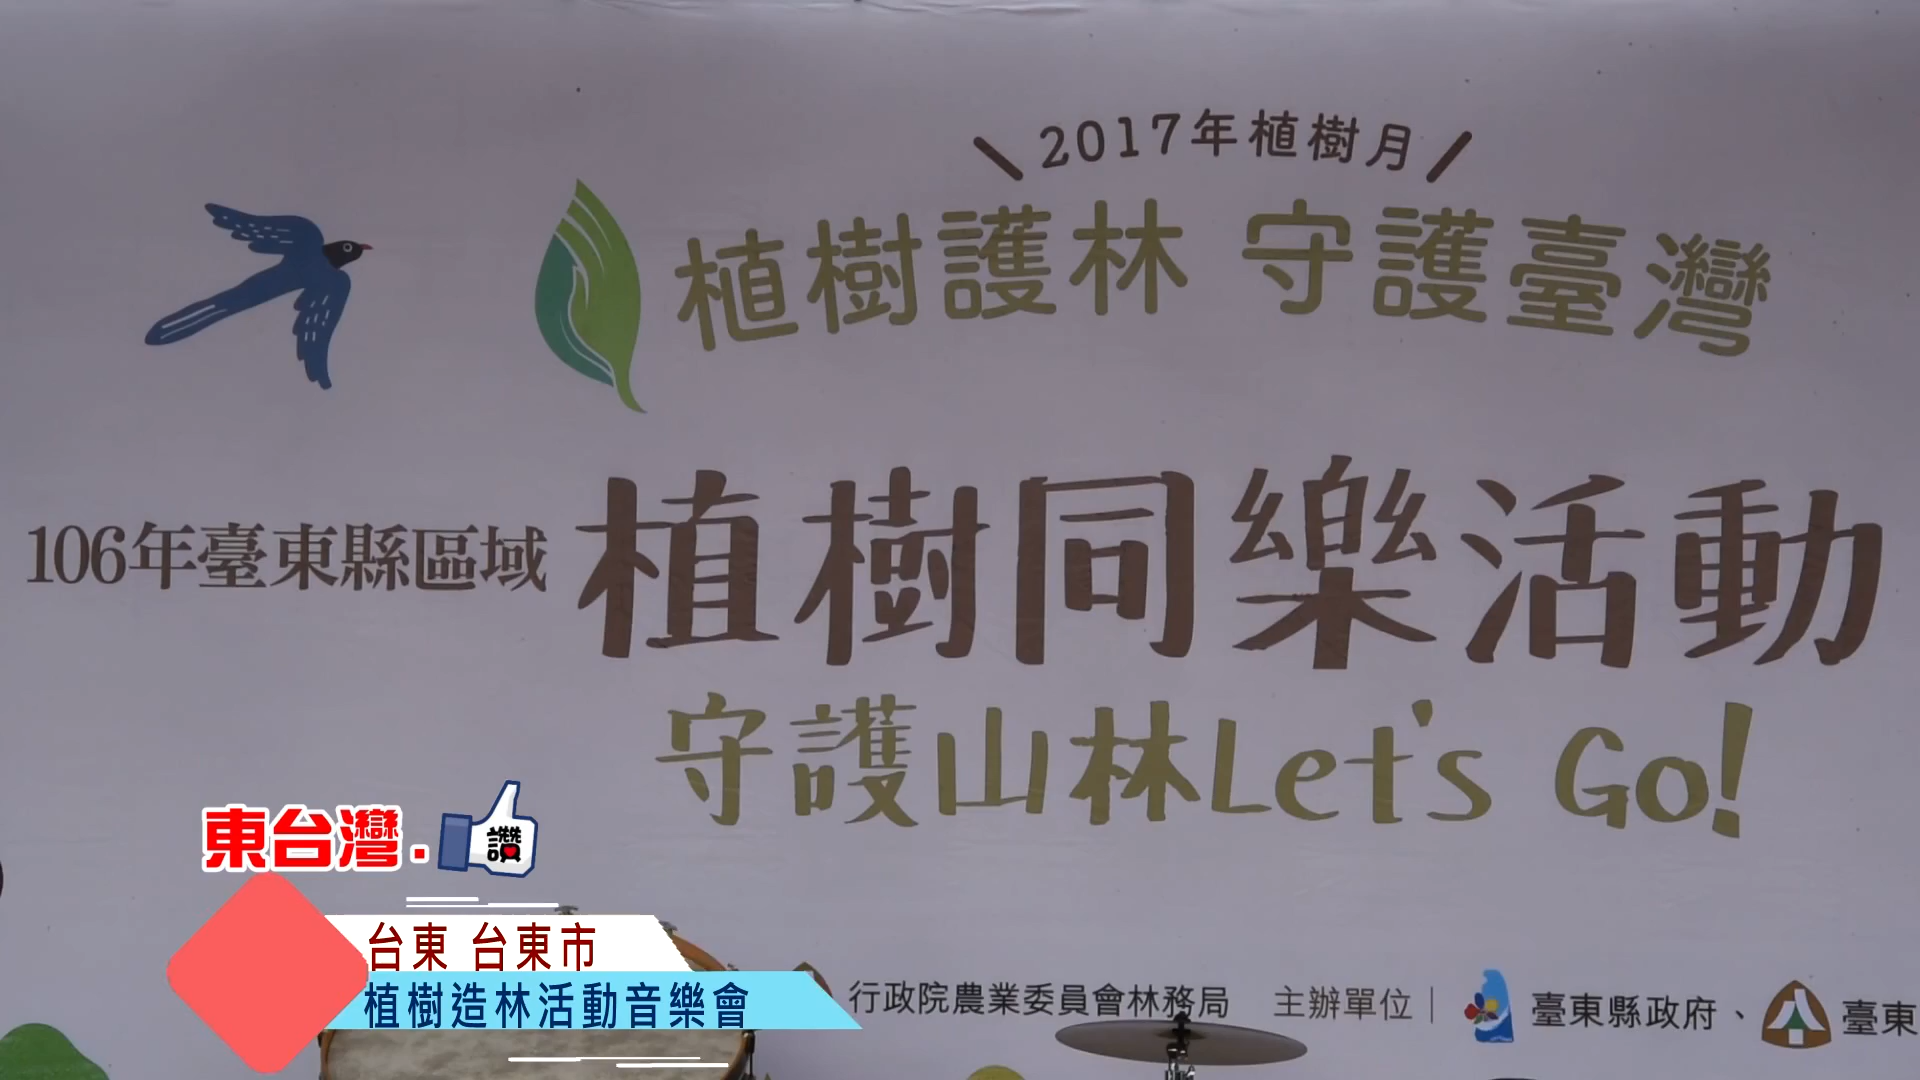 2017年植樹月
植樹護林 守護臺灣
106年臺東縣區域 植樹同樂活動
守護山林Let's Go!
東台灣.讚
台東 台東市
植樹造林活動音樂會
行政院農業委員會林務局 主辦單位| 臺東縣政府、臺東